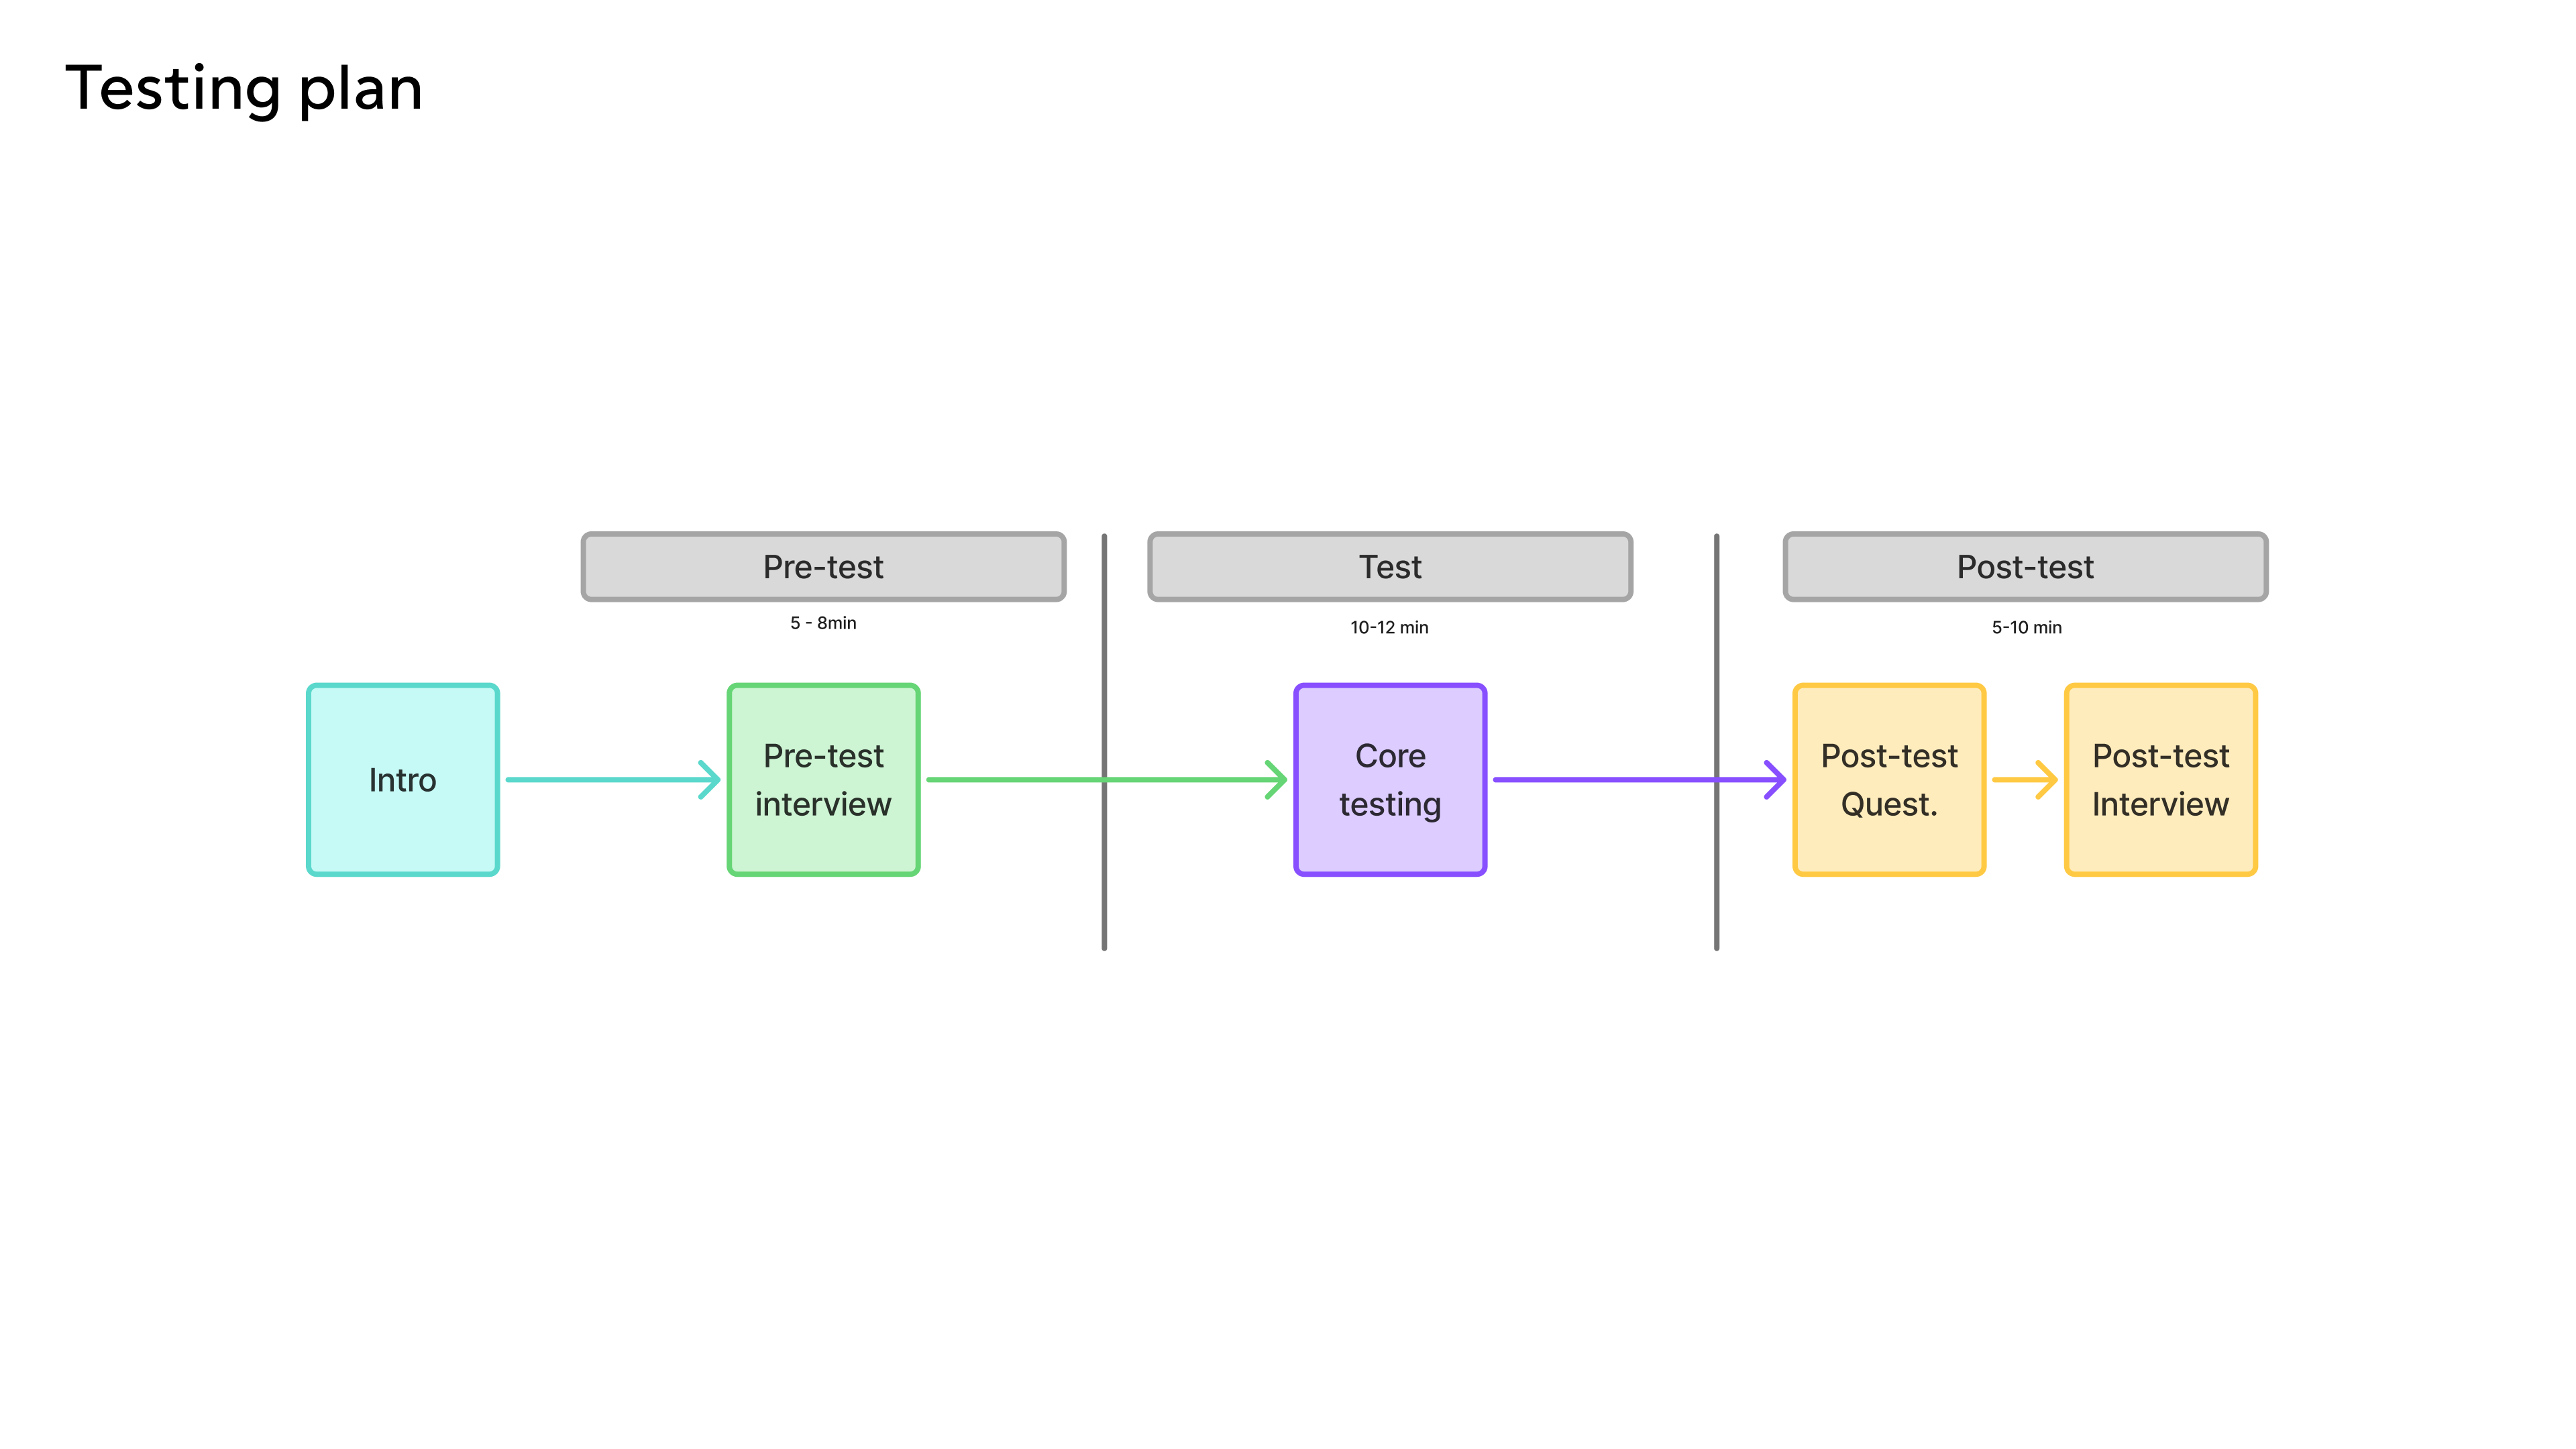 Testing plan
Pre-test
Test
Post-test
5 - 8min
10-12 min
5-10 min
Intro
Pre-test
interview
Core
testing
Post-test
Quest.
Post-test
Interview